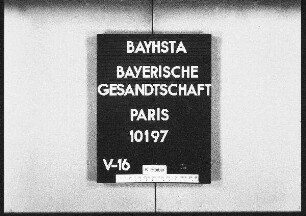 BAYHSTA
BAYERISCHE
GESANDTSCHAFT
PARIS
10197
V-16